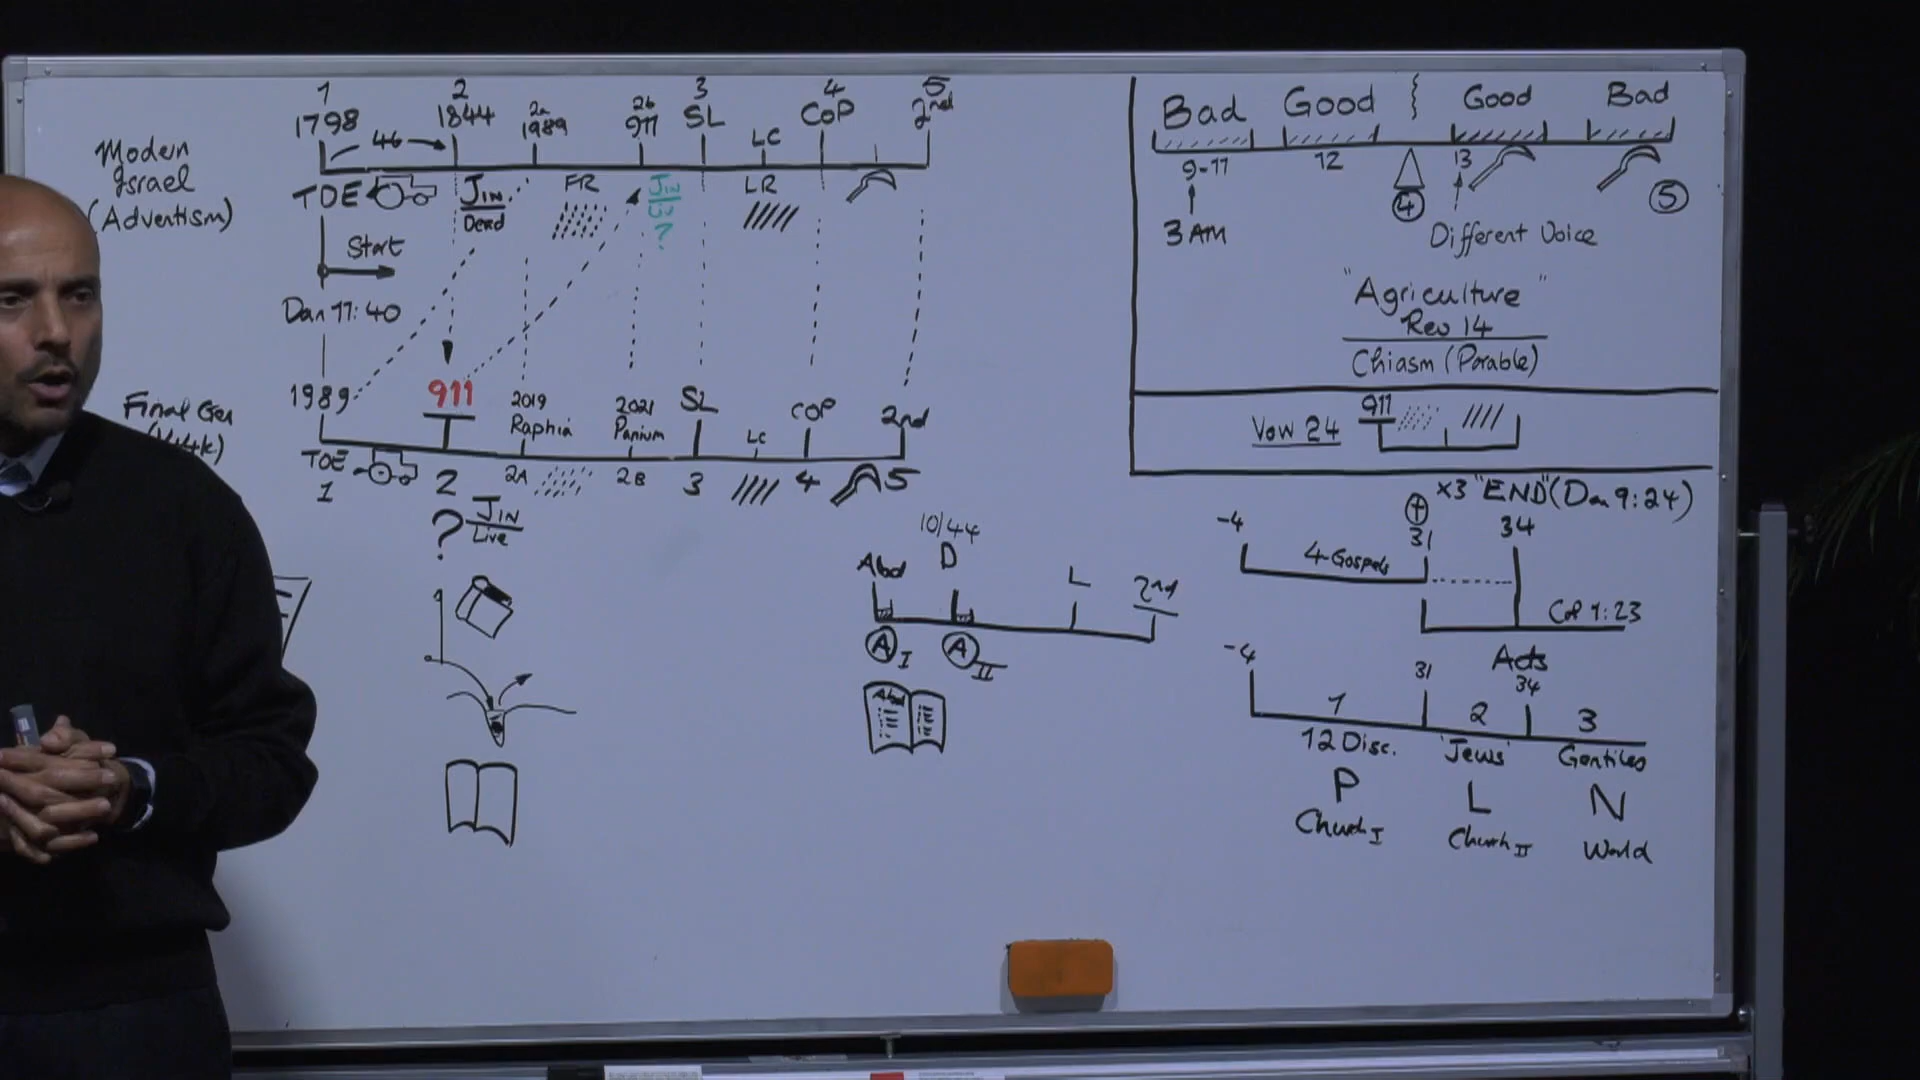 1 2 2a 2b 3 4 5
1798 1844 1989 911 SL LC CoP 2nd
46
Modern
Israel
(Adventism)
TOE JIN FR LR
Dead
Start
Dan 11:40
1989 911 2019 2021 SL COP 2nd
Raphia Panium LC
Final Gen
TOE 2 2A 2B 3 4 5
1
? JIN
Live
10/44
Abd D L 2nd
A I A II
Abd
Bad Good Good Bad
9-11 12 13
4 5
3 AM Different Voice
"Agriculture"
Rev 14
Chiasm (Parable)
911
Vow 24
x3 "END" (Dan 9:24)
-4 31 34
4-Gospels
Col 1:23
Acts
-4 31 34
1 2 3
12 Disc. 'Jews' Gentiles
P L N
Church I Church II World